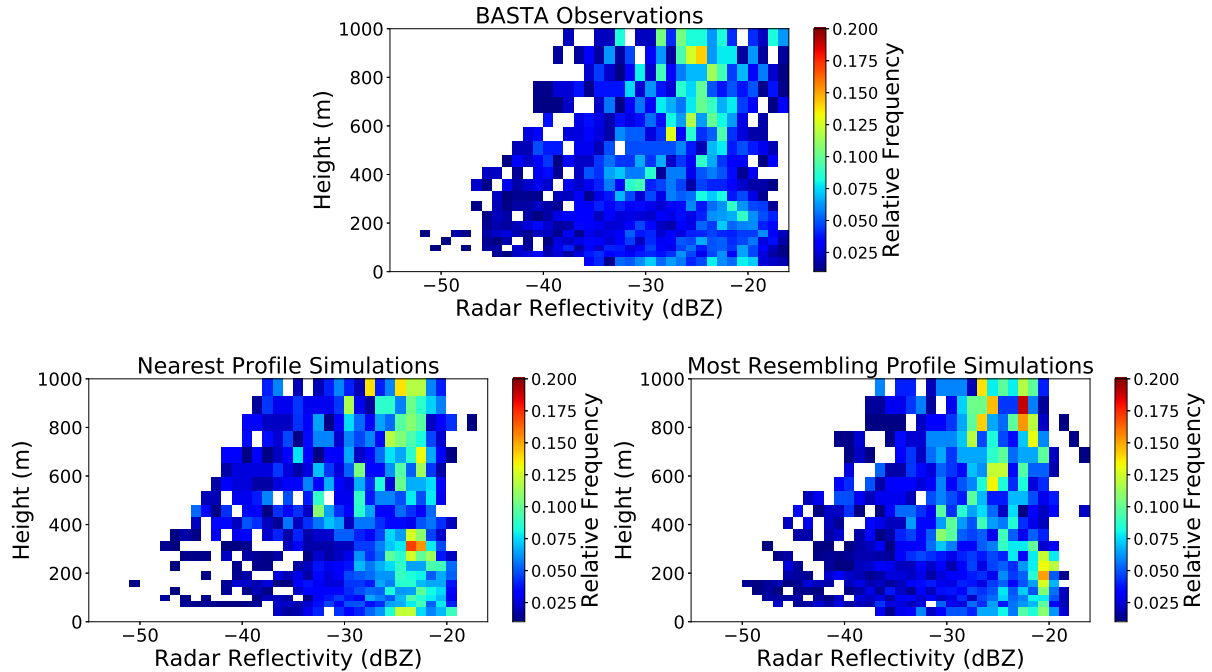 BASTA Observations
1000
800
600
400
200
0
Height (m)
−50 −40 −30 −20
Radar Reflectivity (dBZ)
0.200
0.175
0.150
0.125
0.100
0.075
0.050
0.025
Relative Frequency
Nearest Profile Simulations
1000
800
600
400
200
0
Height (m)
−50 −40 −30 −20
Radar Reflectivity (dBZ)
0.200
0.175
0.150
0.125
0.100
0.075
0.050
0.025
Relative Frequency
Most Resembling Profile Simulations
1000
800
600
400
200
0
Height (m)
−50 −40 −30 −20
Radar Reflectivity (dBZ)
0.200
0.175
0.150
0.125
0.100
0.075
0.050
0.025
Relative Frequency